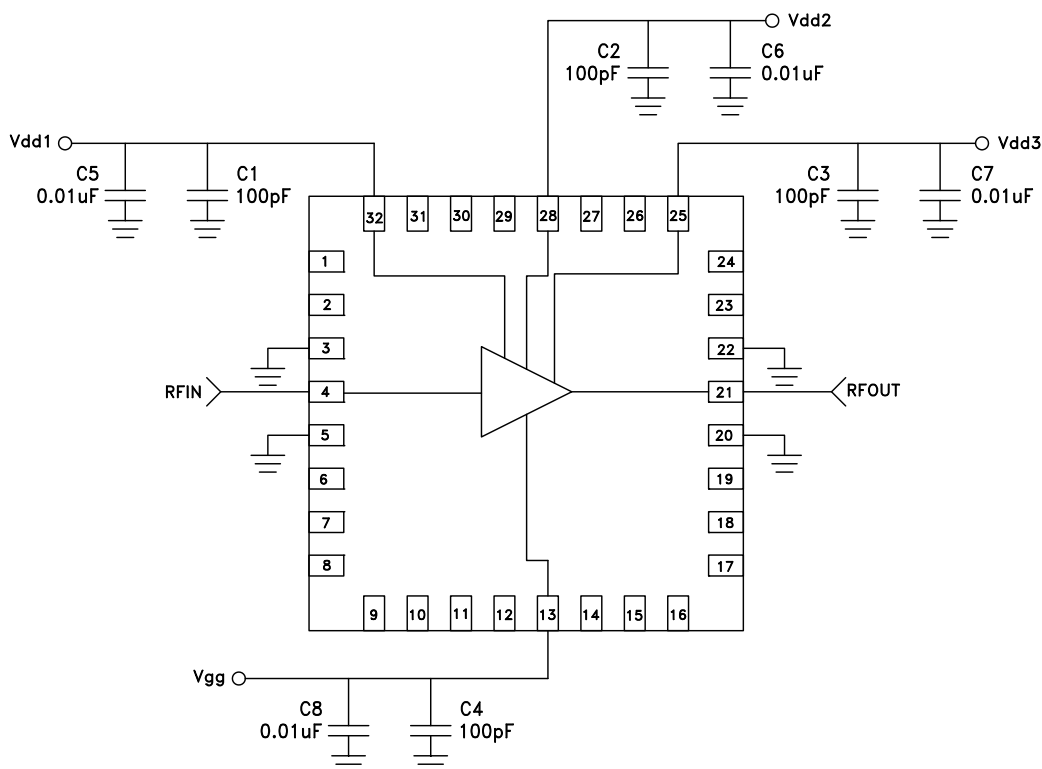 Vdd2
C2
100pF
C6
0.01uF
Vdd1
Vdd3
C5
0.01uF
C1
100pF
C3
100pF
C7
0.01uF
32 31 30 29 28 27 26 25
1
24
2
23
3
22
RFIN
4
21
RFOUT
5
20
6
19
7
18
8
17
9 10 11 12 13 14 15 16
Vgg
C8
0.01uF
C4
100pF